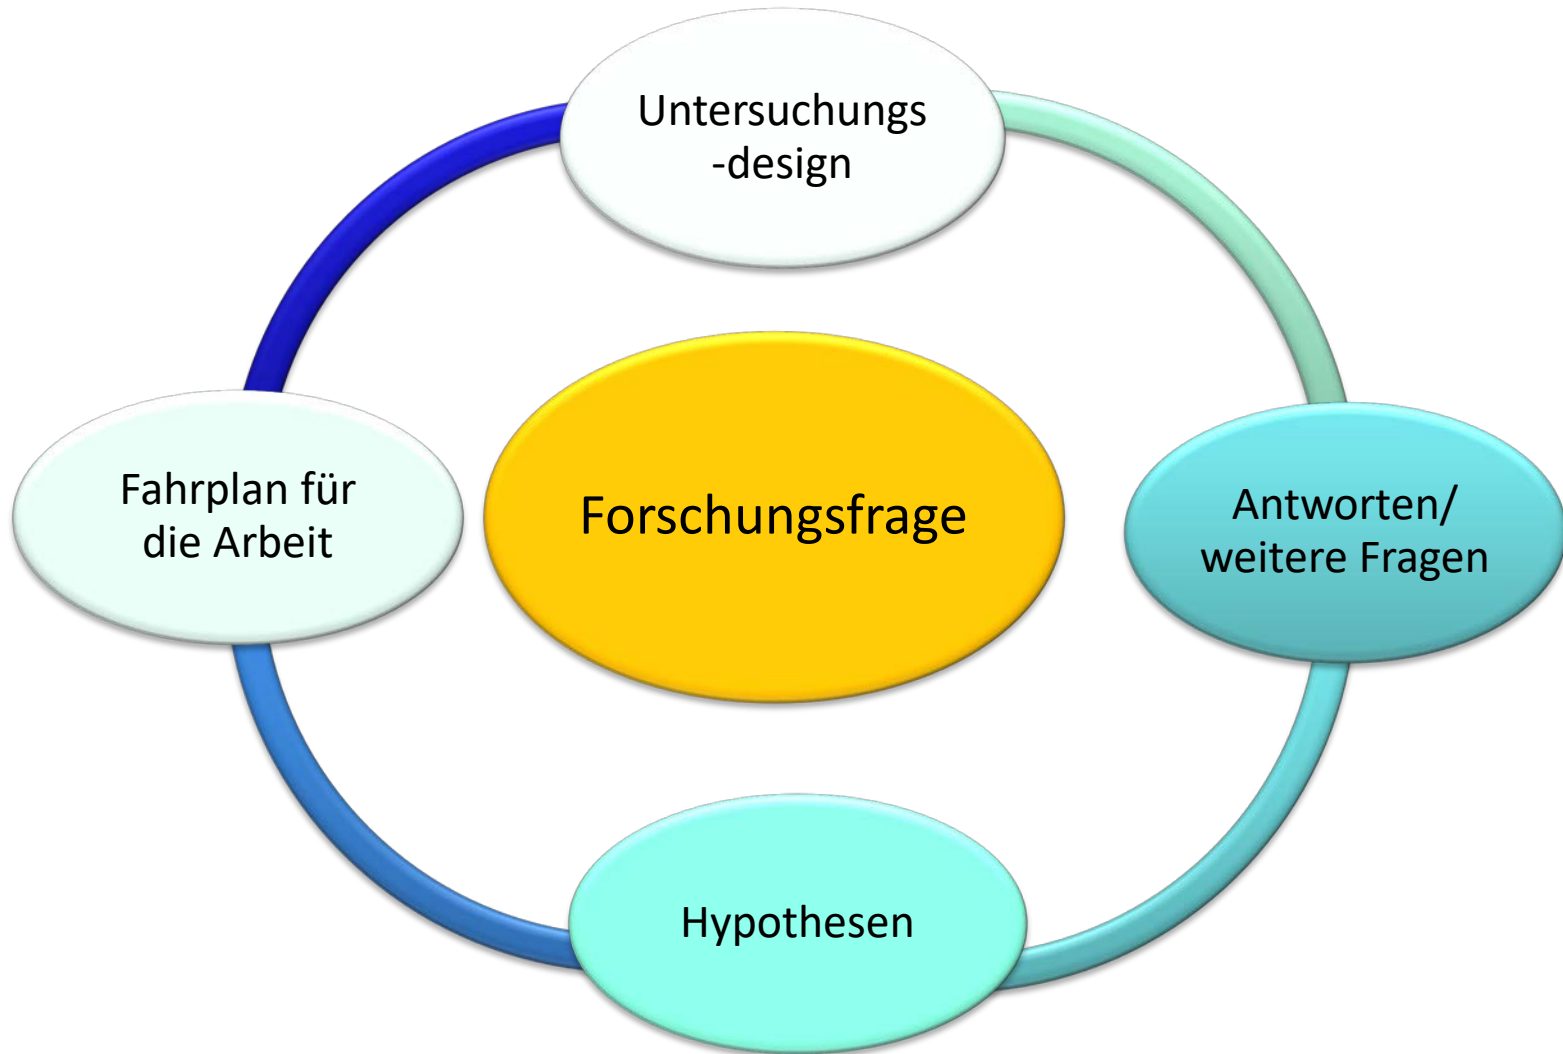 Untersuchungs
-design
Fahrplan für
die Arbeit
Forschungsfrage
Antworten/
weitere Fragen
Hypothesen